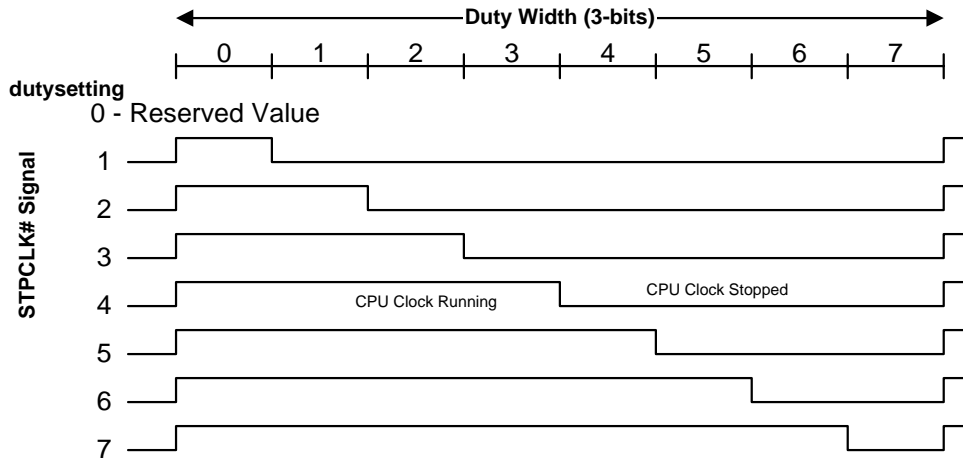 Duty Width (3-bits)
0 1 2 3 4 5 6 7
dutysetting
0 - Reserved Value
STPCLK# Signal
1
2
3
4
CPU Clock Running
CPU Clock Stopped
5
6
7